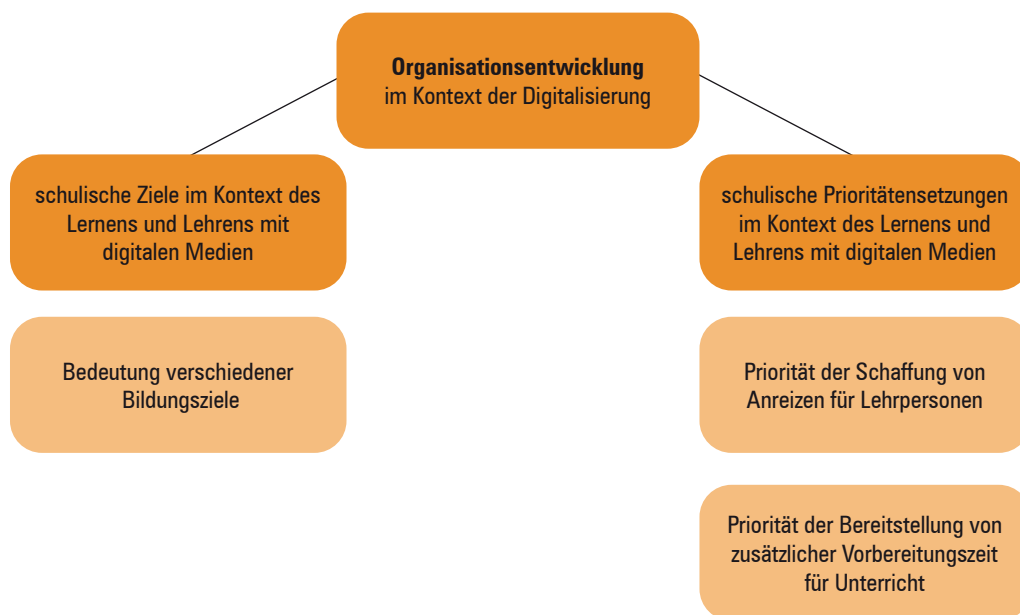 Organisationsentwicklung
im Kontext der Digitalisierung
schulische Ziele im Kontext des
Lernens und Lehrens mit
digitalen Medien
schulische Prioritätensetzungen
im Kontext des Lernens und
Lehrens mit digitalen Medien
Bedeutung verschiedener
Bildungsziele
Priorität der Schaffung von
Anreizen für Lehrpersonen
Priorität der Bereitstellung von
zusätzlicher Vorbereitungszeit
für Unterricht